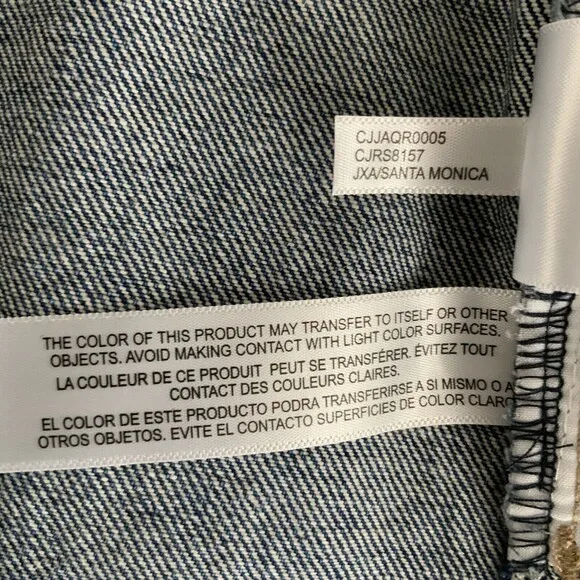 CJJAQR0005
CJRS8157
JXA/SANTA MONICA
THE COLOR OF THIS PRODUCT MAY TRANSFER TO ITSELF OR OTHER
OBJECTS. AVOID MAKING CONTACT WITH LIGHT COLOR SURFACES.
LA COULEUR DE CE PRODUIT PEUT SE TRANSFÉRER. ÉVITEZ TOUT
CONTACT DES COULEURS CLAIRES.
EL COLOR DE ESTE PRODUCTO PODRA TRANSFERIRSE A SI MISMO O A
OTROS OBJETOS. EVITE EL CONTACTO SUPERFICIES DE COLOR CLARO